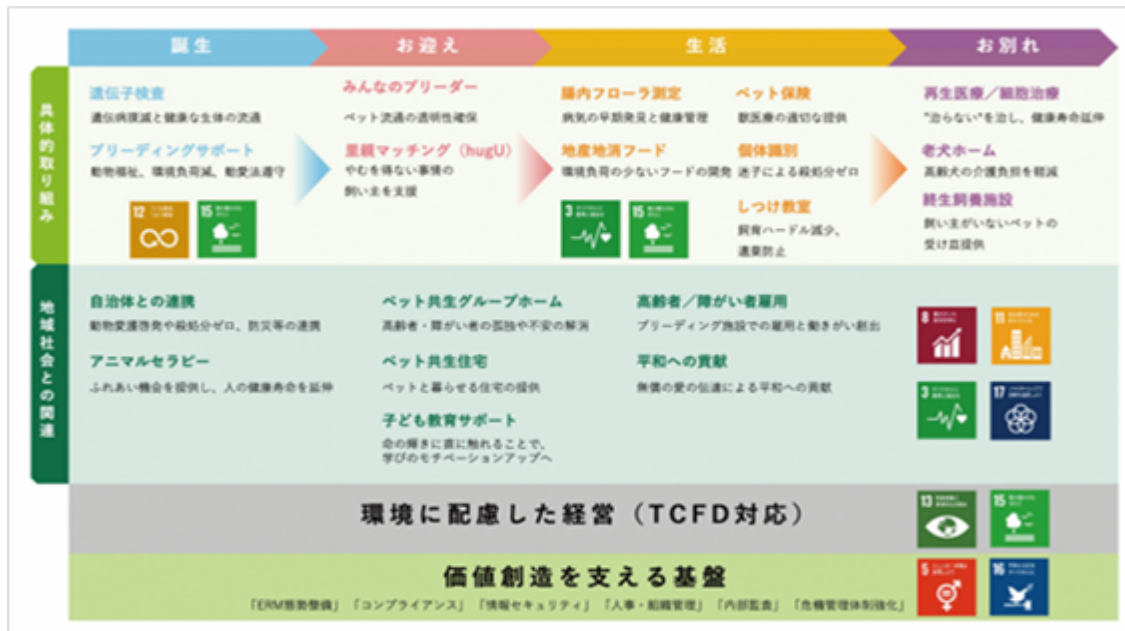 誕生
お迎え
生活
お別れ
具体的取り組み
遺伝子検査
遺伝病撲滅と健康な生体の流通
ブリーディングサポート
動物福祉、環境負荷減、動愛法遵守
12
15
みんなのブリーダー
ペット流通の透明性確保
里親マッチング（hugU）
やむを得ない事情の
飼い主を支援
腸内フローラ測定
病気の早期発見と健康管理
地産地消フード
環境負荷の少ないフードの開発
3
15
ペット保険
獣医療の適切な提供
個体識別
迷子による殺処分ゼロ
しつけ教室
飼育ハードル減少、
遺棄防止
再生医療／細胞治療
"治らない"を治し、健康寿命延伸
老犬ホーム
高齢犬の介護負担を軽減
終生飼養施設
飼い主がいないペットの
受け皿提供
地域社会との関連
自治体との連携
動物愛護啓発や殺処分ゼロ、防災等の連携
アニマルセラピー
ふれあい機会を提供し、人の健康寿命を延伸
ペット共生グループホーム
高齢者・障がい者の孤独や不安の解消
ペット共生住宅
ペットと暮らせる住宅の提供
子ども教育サポート
命の輝きに直に触れることで、
学びのモチベーションアップへ
高齢者／障がい者雇用
ブリーディング施設での雇用と働きがい創出
平和への貢献
無償の愛の伝達による平和への貢献
8
11
3
17
環境に配慮した経営（TCFD対応）
13
15
価値創造を支える基盤
「ERM態勢整備」「コンプライアンス」「情報セキュリティ」「人事・組織管理」「内部監査」「危機管理体制強化」
5
16